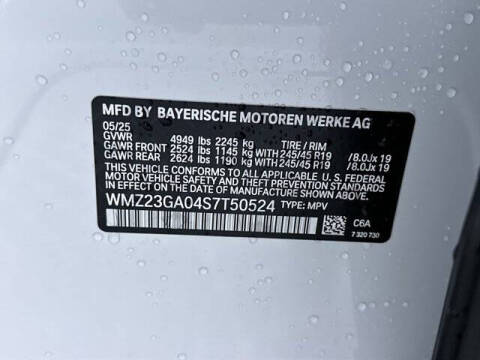 MFD BY BAYERISCHE MOTOREN WERKE AG
05/25
GVWR 4949 lbs 2245 kg TIRE / RIM
GAWR FRONT 2524 lbs 1145 kg WITH 245/45 R19 /8.0Jx 19
GAWR REAR 2624 lbs 1190 kg WITH 245/45 R19 /8.0Jx 19
THIS VEHICLE CONFORMS TO ALL APPLICABLE U. S. FEDERAL
MOTOR VEHICLE SAFETY, BUMPER, AND THEFT PREVENTION
STANDARDS IN EFFECT ON THE DATE OF MANUFACTURE SHOWN ABOVE.
WMZ23GA04S7T50524 TYPE: MPV
C6A
7 320 730